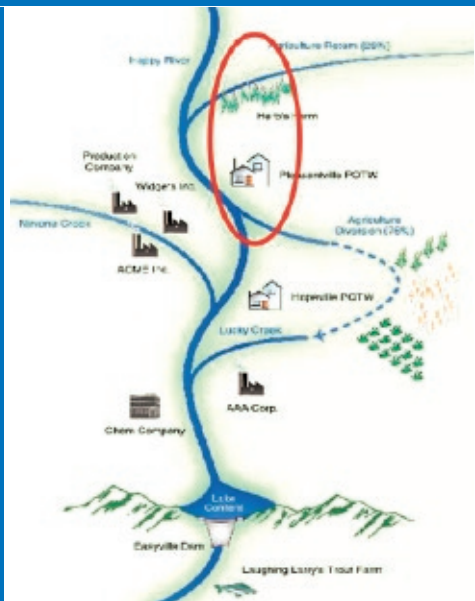 Happy River
Agriculture Return (25%)
Herb's Farm
Production
Company
Widgets Inc.
Pleasantville POTW
Nirvana Creek
ACME Inc.
Agriculture
Diversion (75%)
Hopeville POTW
Lucky Creek
AAA Corp.
Chem Company
Lake
Content
Easyville Dam
Laughing Larry's Trout Farm